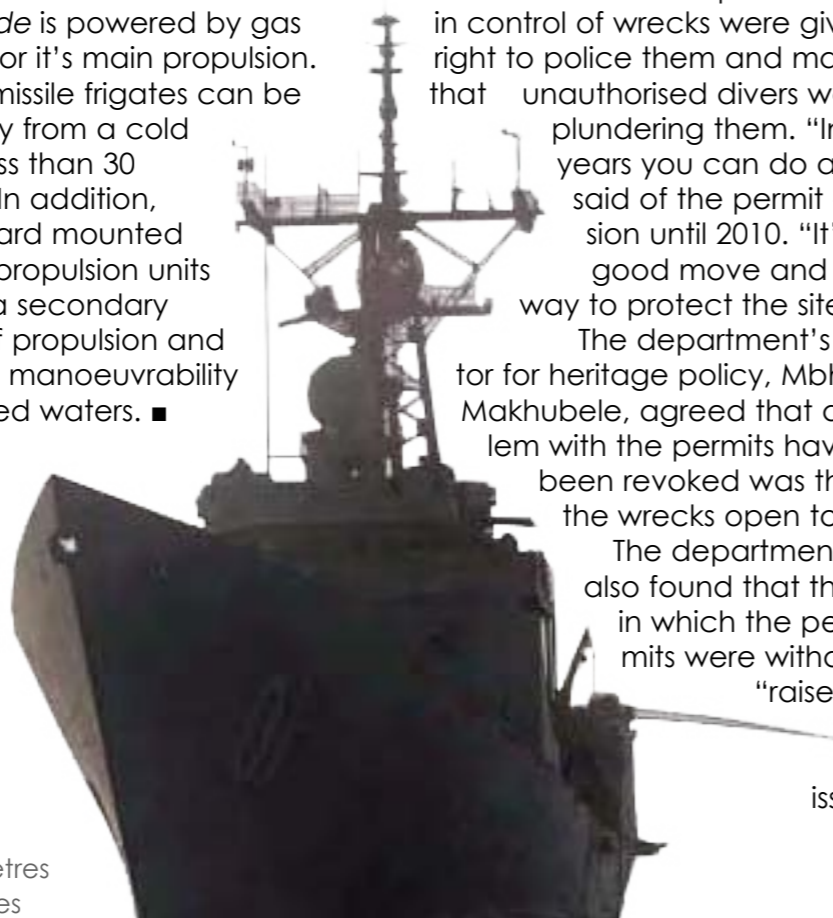 de is powered by gas
or it's main propulsion.
missile frigates can be
y from a cold
ss than 30
In addition,
ard mounted
propulsion units
a secondary
f propulsion and
manoeuvrability
ed waters. ■
etres
es
in control of wrecks were giv
right to police them and mo
that unauthorised divers w
plundering them. “In
years you can do a
said of the permit
sion until 2010. “It'
good move and
way to protect the site
The department's
tor for heritage policy, Mbh
Makhubele, agreed that a
lem with the permits hav
been revoked was th
the wrecks open to
The departmen
also found that th
in which the pe
mits were withd
“raise
iss